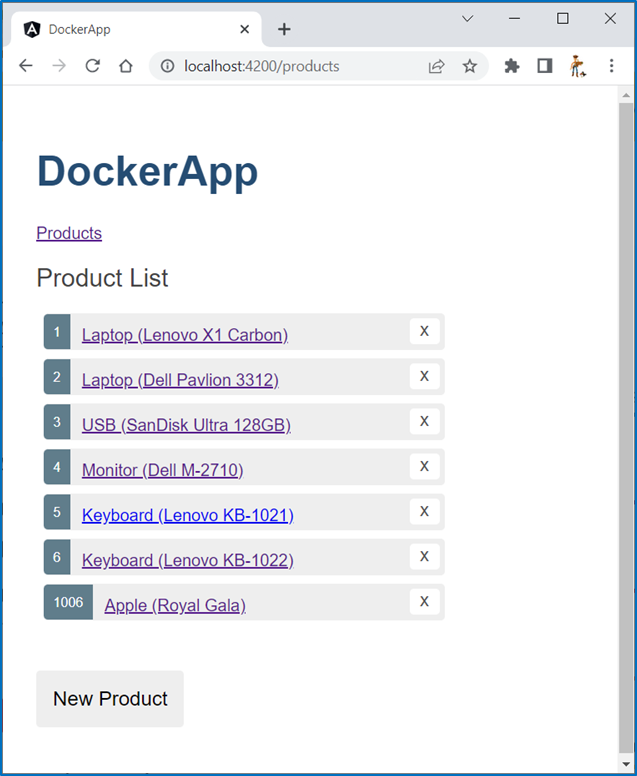 DockerApp
localhost:4200/products
DockerApp
Products
Product List
1 Laptop (Lenovo X1 Carbon) X
2 Laptop (Dell Pavlion 3312) X
3 USB (SanDisk Ultra 128GB) X
4 Monitor (Dell M-2710) X
5 Keyboard (Lenovo KB-1021) X
6 Keyboard (Lenovo KB-1022) X
1006 Apple (Royal Gala) X
New Product